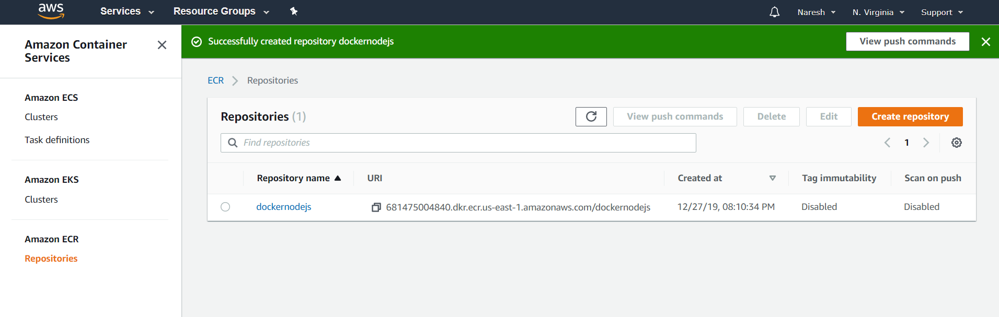 aws Services Resource Groups Naresh N. Virginia Support
Amazon Container
Services
Amazon ECS
Clusters
Task definitions
Amazon EKS
Clusters
Amazon ECR
Repositories
Successfully created repository dockernodejs View push commands
ECR Repositories
Repositories (1) View push commands Delete Edit Create repository
Find repositories 1
Repository name URI Created at Tag immutability Scan on push
dockernodejs 681475004840.dkr.ecr.us-east-1.amazonaws.com/dockernodejs 12/27/19, 08:10:34 PM Disabled Disabled